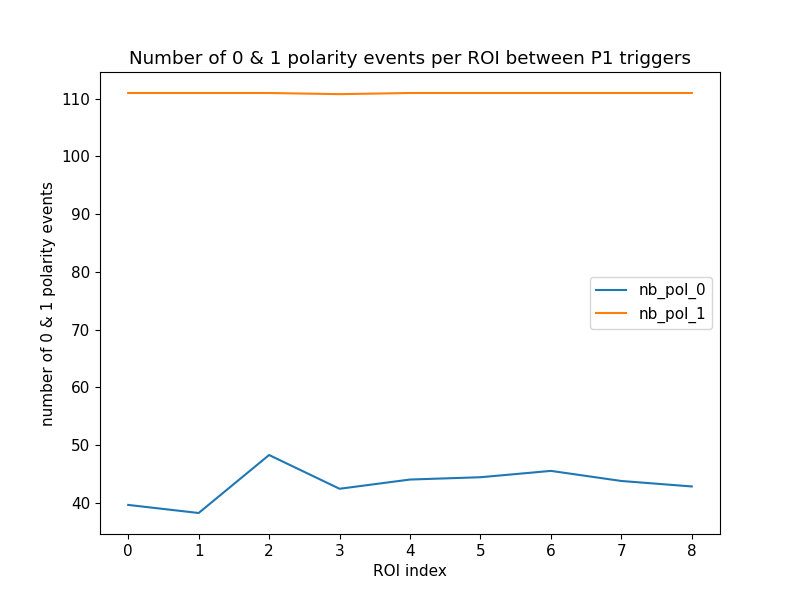 Number of 0 & 1 polarity events per ROI between P1 triggers
number of 0 & 1 polarity events
110
100
90
80
70
60
50
40
nb_pol_0
nb_pol_1
0 1 2 3 4 5 6 7 8
ROI index